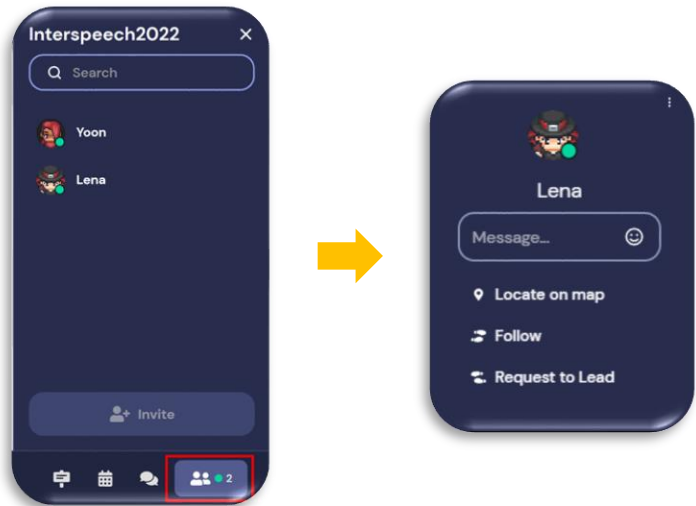 Interspeech2022
Search
Yoon
Lena
Invite
2
Lena
Message...
Locate on map
Follow
Request to Lead